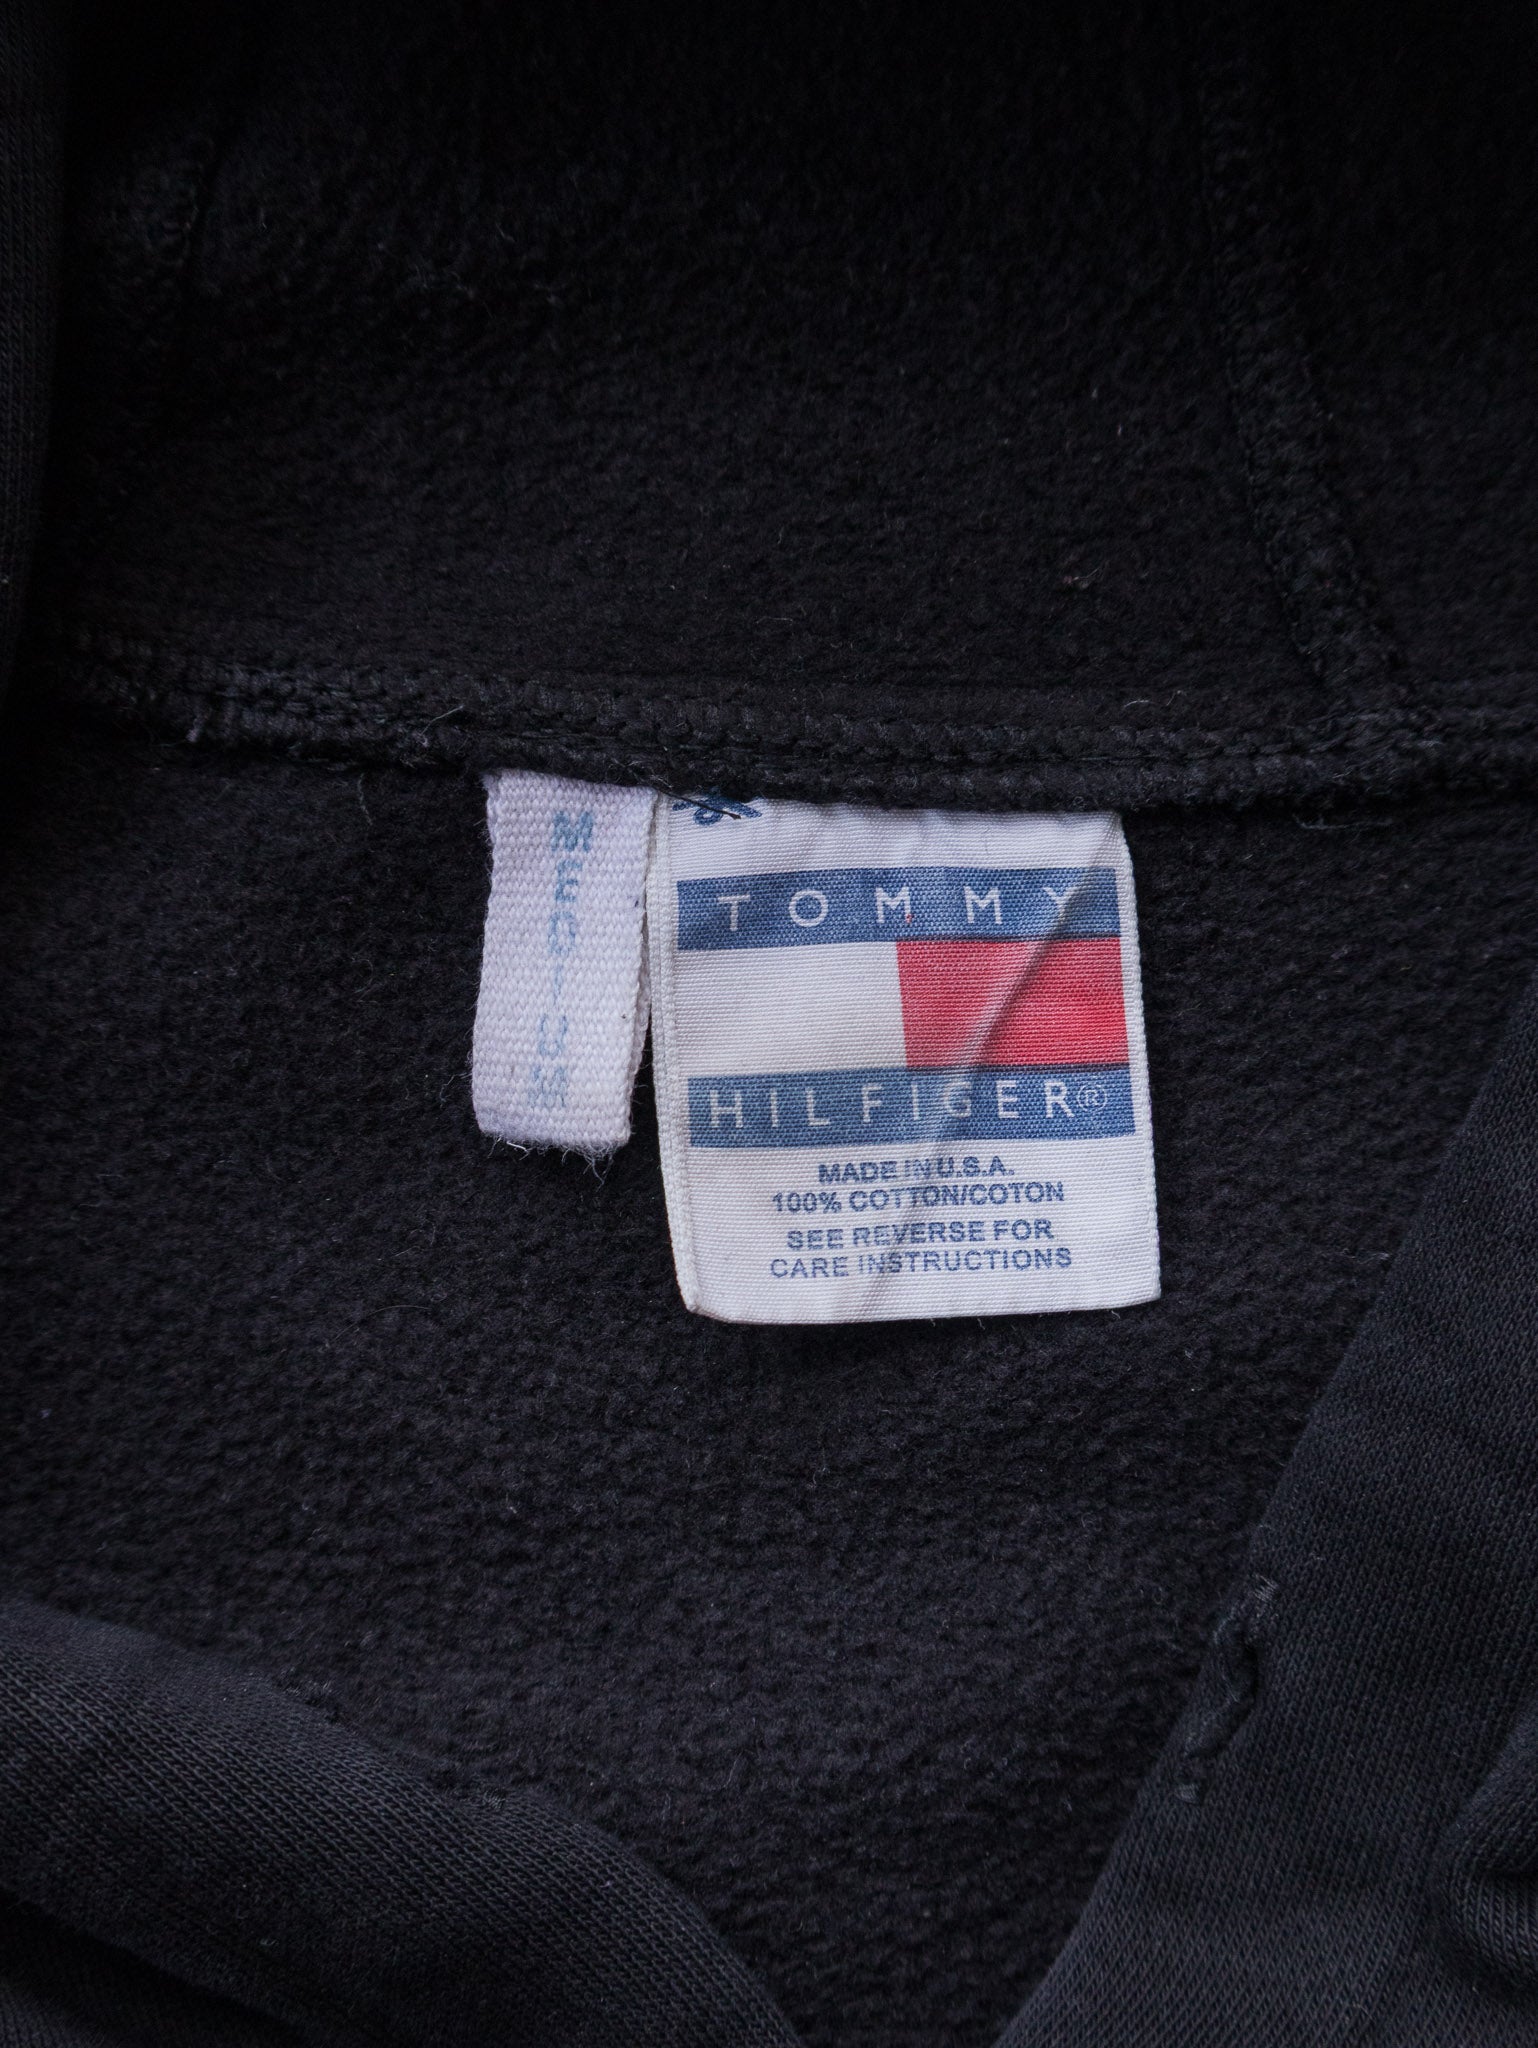 MEDIUM
TOMMY
HILFIGER®
MADE IN U.S.A.
100% COTTON/COTON
SEE REVERSE FOR
CARE INSTRUCTIONS